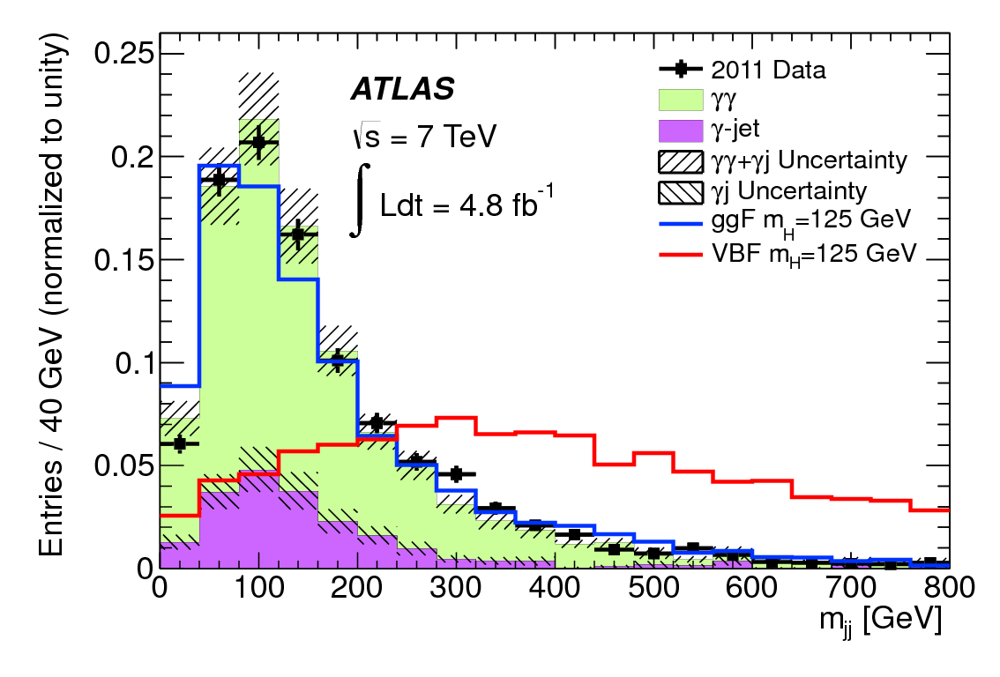 Entries / 40 GeV (normalized to unity)
0.25
0.2
0.15
0.1
0.05
0
ATLAS
√s = 7 TeV
∫ Ldt = 4.8 fb⁻¹
2011 Data
γγ
γ-jet
γγ+γj Uncertainty
γj Uncertainty
ggF m_H=125 GeV
VBF m_H=125 GeV
0 100 200 300 400 500 600 700 800
m_jj [GeV]